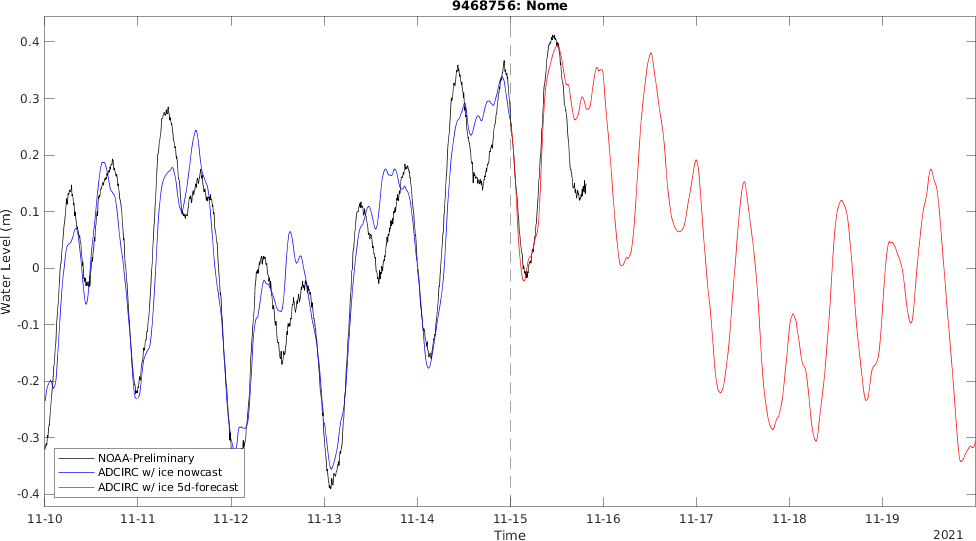 9468756: Nome
Water Level (m)
0.4
0.3
0.2
0.1
0
-0.1
-0.2
-0.3
-0.4
NOAA-Preliminary
ADCIRC w/ ice nowcast
ADCIRC w/ ice 5d-forecast
11-10 11-11 11-12 11-13 11-14 11-15 11-16 11-17 11-18 11-19
Time
2021